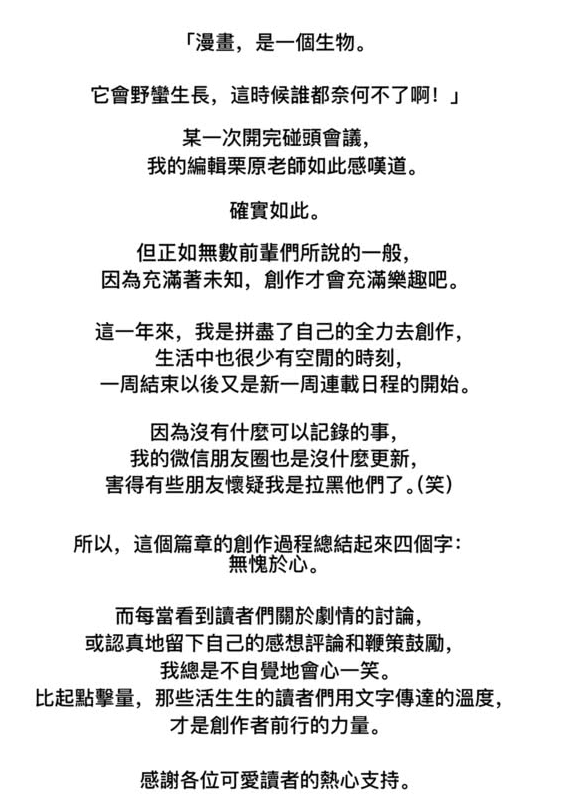 「漫畫，是一個生物。
它會野蠻生長，這時候誰都奈何不了啊！」
某一次開完碰頭會議，
我的編輯栗原老師如此感嘆道。
確實如此。
但正如無數前輩們所說的一般，
因為充滿著未知，創作才會充滿樂趣吧。
這一年來，我是拼盡了自己的全力去創作，
生活中也很少有空閒的時刻，
一周結束以後又是新一周連載日程的開始。
因為沒有什麼可以記錄的事，
我的微信朋友圈也是沒什麼更新，
害得有些朋友懷疑我是拉黑他們了。（笑）
所以，這個篇章的創作過程總結起來四個字：
無愧於心。
而每當看到讀者們關於劇情的討論，
或認真地留下自己的感想評論和鞭策鼓勵，
我總是不自覺地會心一笑。
比起點擊量，那些活生生的讀者們用文字傳達的溫度，
才是創作者前行的力量。
感謝各位可愛讀者的熱心支持。